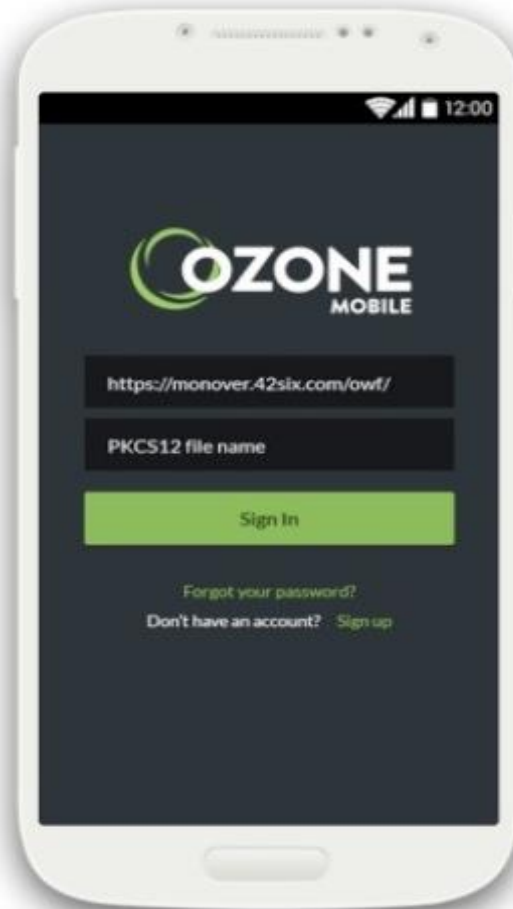 12:00
OZONE
MOBILE
https://monover.42six.com/owf/
PKCS12 file name
Sign In
Forgot your password?
Don't have an account? Sign up